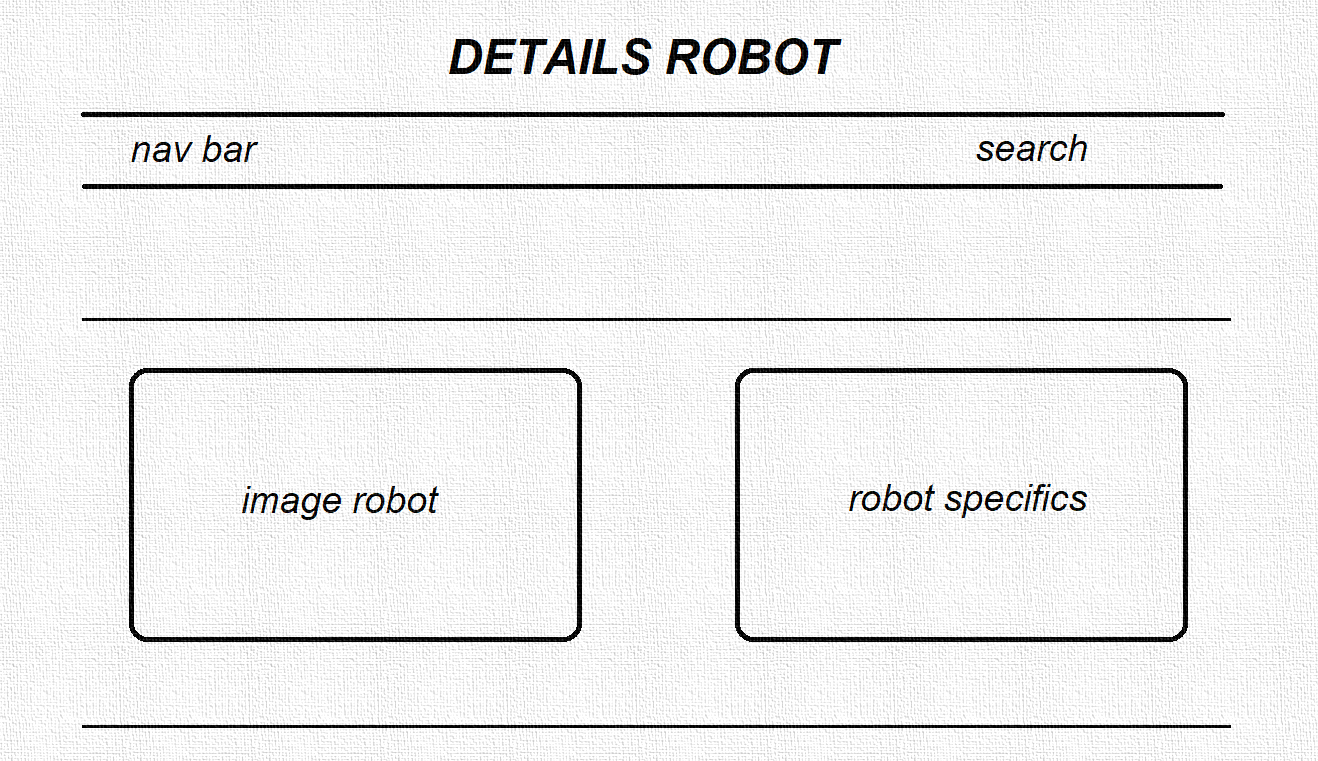 DETAILS ROBOT
nav bar
search
image robot
robot specifics